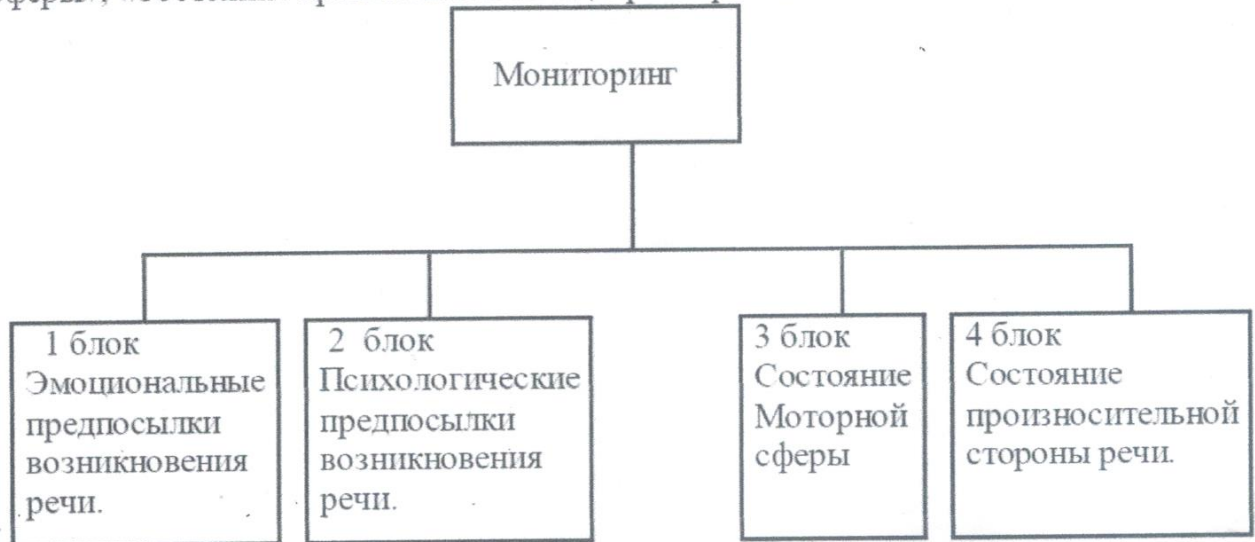 Мониторинг
1 блок
Эмоциональные
предпосылки
возникновения
речи.
2 блок
Психологические
предпосылки
возникновения
речи.
3 блок
Состояние
Моторной
сферы
4 блок
Состояние
произносительной
стороны речи.